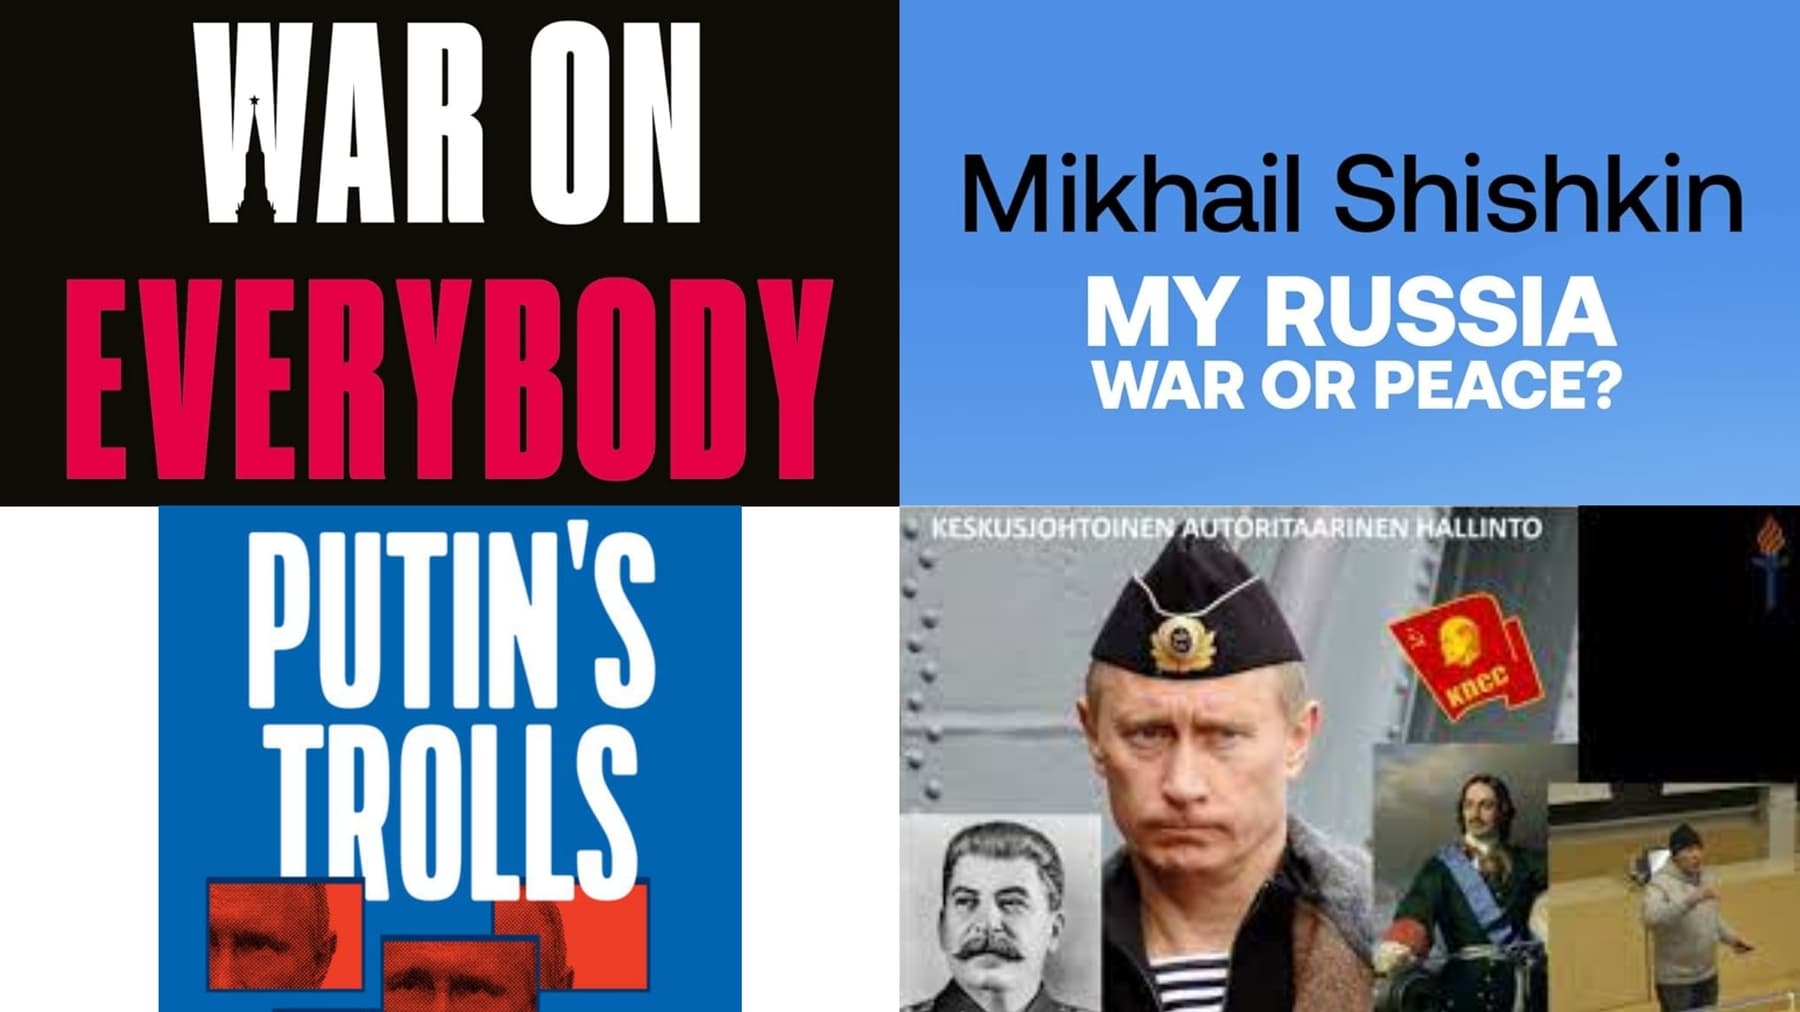 WAR ON
EVERYBODY
Mikhail Shishkin
MY RUSSIA
WAR OR PEACE?
PUTIN'S
TROLLS
KESKUSJOHTOINEN AUTORITAARINEN HALLINTO
КПСС